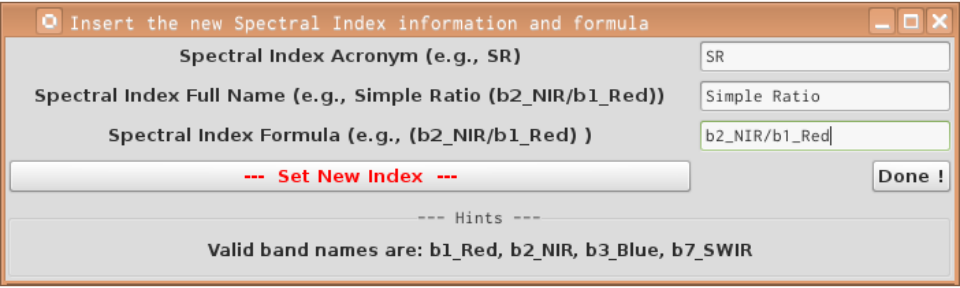 Insert the new Spectral Index information and formula
Spectral Index Acronym (e.g., SR) SR
Spectral Index Full Name (e.g., Simple Ratio (b2_NIR/b1_Red)) Simple Ratio
Spectral Index Formula (e.g., (b2_NIR/b1_Red) ) b2_NIR/b1_Red
--- Set New Index --- Done !
--- Hints ---
Valid band names are: b1_Red, b2_NIR, b3_Blue, b7_SWIR